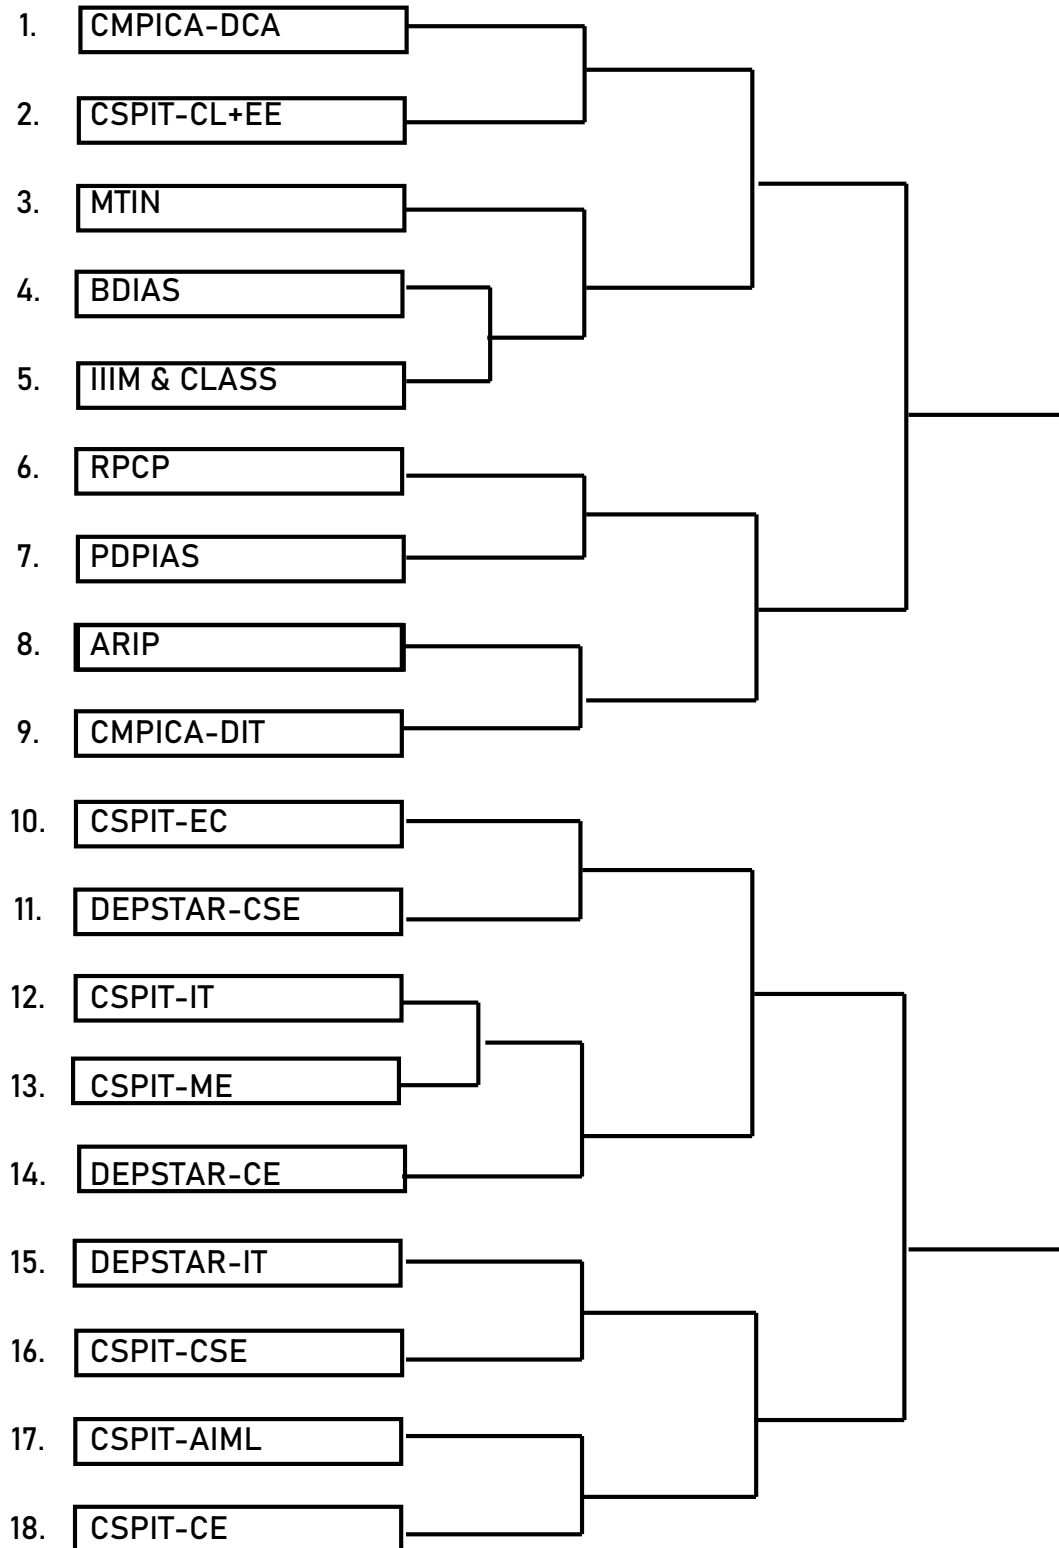 1. CMPICA-DCA
2. CSPIT-CL+EE
3. MTIN
4. BDIAS
5. IIIM & CLASS
6. RPCP
7. PDPIAS
8. ARIP
9. CMPICA-DIT
10. CSPIT-EC
11. DEPSTAR-CSE
12. CSPIT-IT
13. CSPIT-ME
14. DEPSTAR-CE
15. DEPSTAR-IT
16. CSPIT-CSE
17. CSPIT-AIML
18. CSPIT-CE